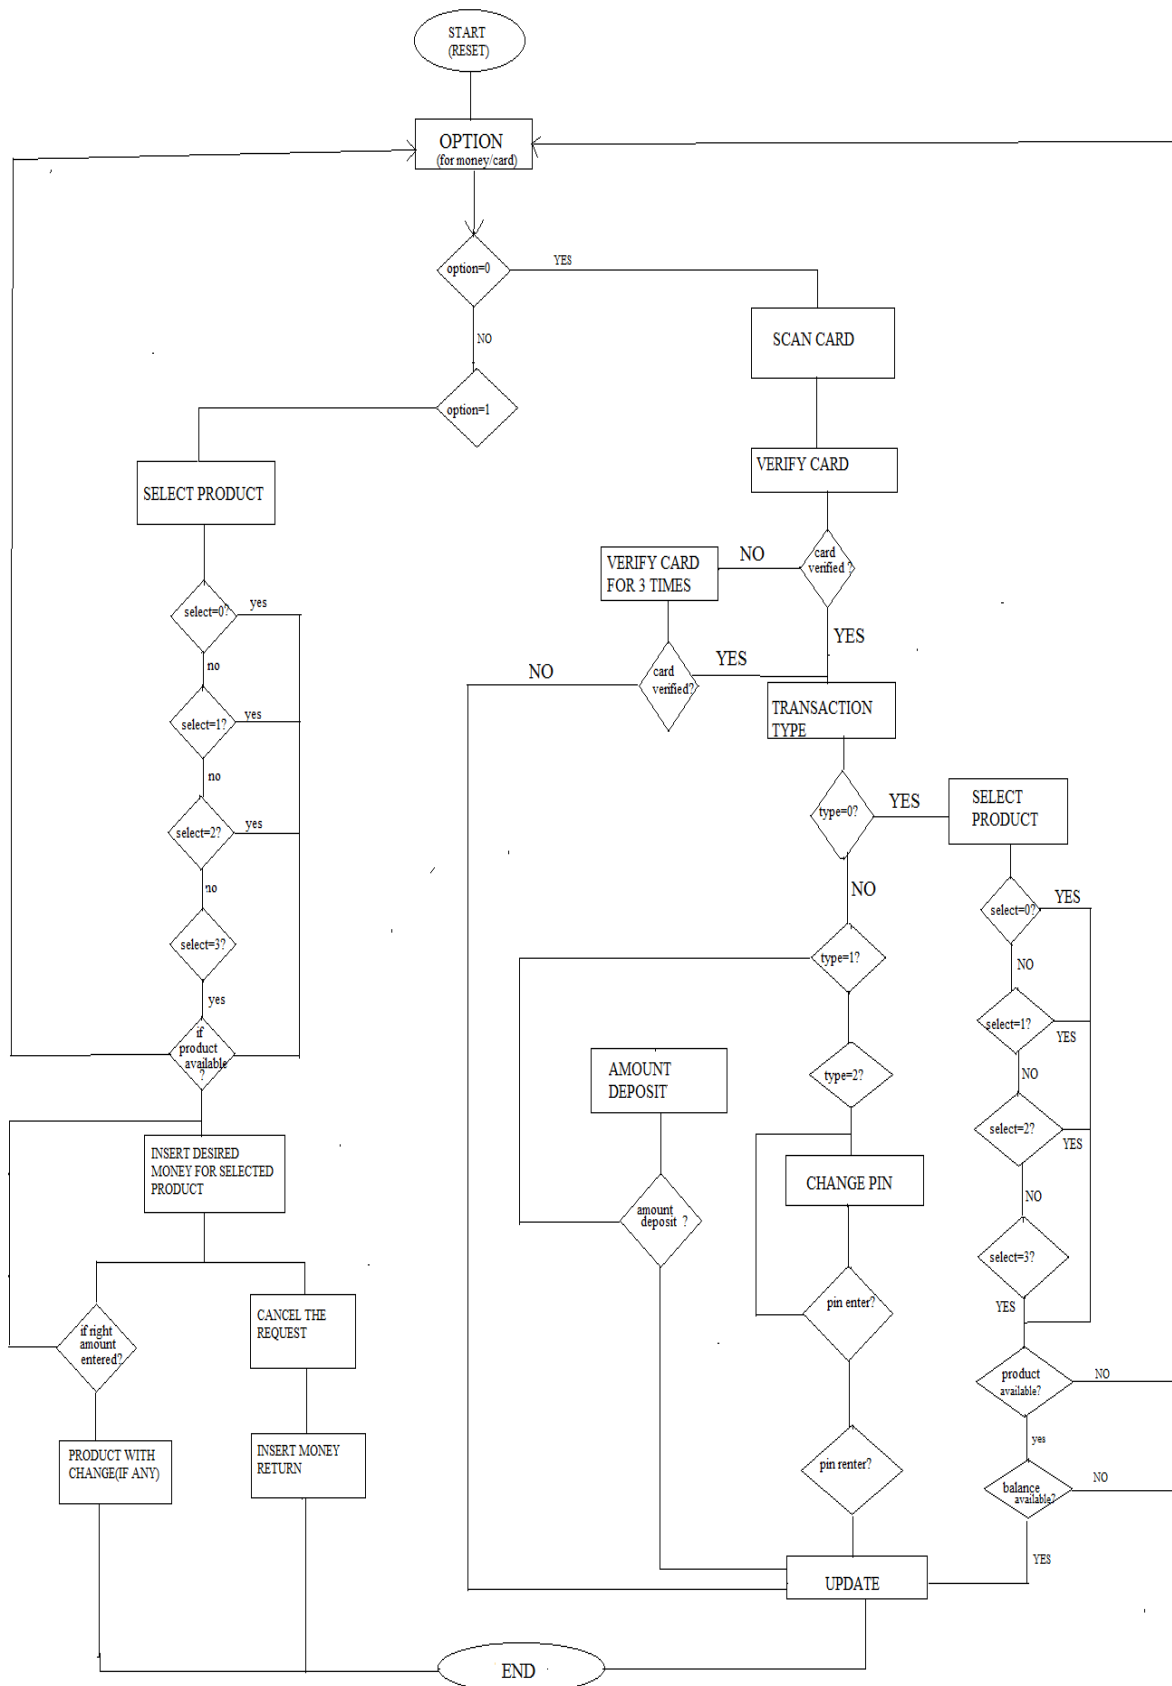 START
(RESET)
OPTION
(for money/card)
option=0
YES
NO
SCAN CARD
option=1
VERIFY CARD
SELECT PRODUCT
card
verified ?
NO
VERIFY CARD
FOR 3 TIMES
YES
select=0?
yes
no
card
verified?
YES
NO
TRANSACTION
TYPE
select=1?
yes
no
type=0?
YES
SELECT
PRODUCT
NO
select=2?
yes
no
select=0?
YES
NO
select=3?
yes
type=1?
select=1?
YES
NO
if
product
available
?
AMOUNT
DEPOSIT
type=2?
select=2?
YES
NO
INSERT DESIRED
MONEY FOR SELECTED
PRODUCT
CHANGE PIN
amount
deposit ?
select=3?
YES
pin enter?
if right
amount
entered?
CANCEL THE
REQUEST
product
available?
NO
yes
PRODUCT WITH
CHANGE(IF ANY)
INSERT MONEY
RETURN
pin renter?
balance
available?
NO
YES
UPDATE
END